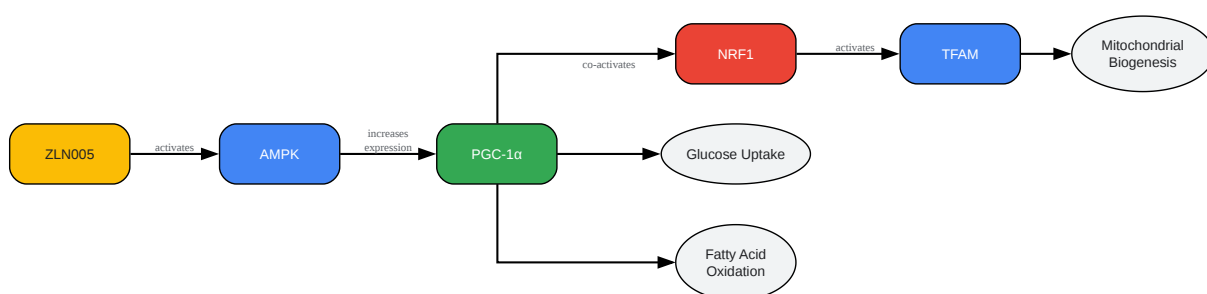 ZLN005
activates
AMPK
increases
expression
PGC-1α
co-activates
NRF1
activates
TFAM
Mitochondrial
Biogenesis
Glucose Uptake
Fatty Acid
Oxidation